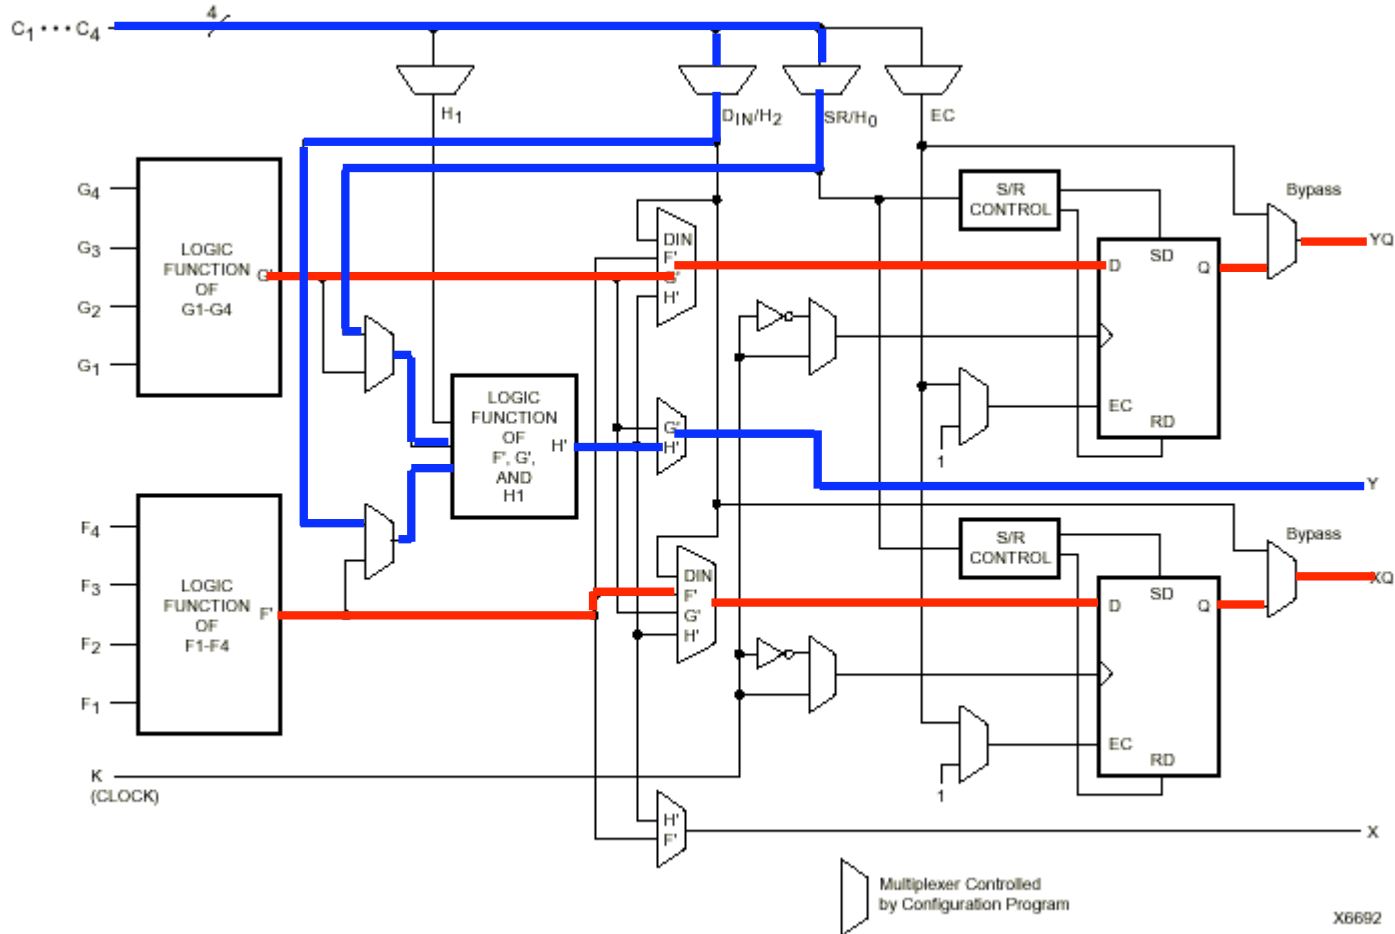 C1 • • • C4
4
H1
DIN/H2
SR/H0
EC
G4
G3
G2
G1
LOGIC
FUNCTION
OF
G1-G4
G'
DIN
F'
G'
H'
S/R
CONTROL
Bypass
YQ
D
SD
Q
EC
RD
1
LOGIC
FUNCTION
OF
F', G',
AND
H1
H'
G'
H'
Y
F4
F3
F2
F1
LOGIC
FUNCTION
OF
F1-F4
F'
DIN
F'
G'
H'
S/R
CONTROL
Bypass
XQ
D
SD
Q
EC
RD
1
K
(CLOCK)
H'
F'
X
Multiplexer Controlled
by Configuration Program
X6692